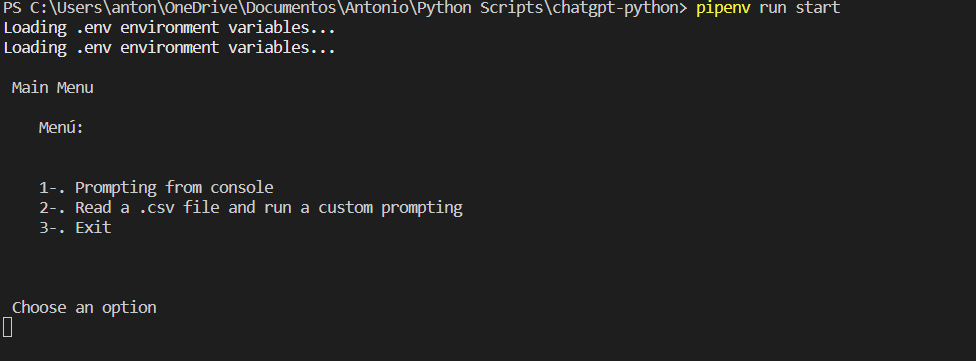 PS C:\Users\anton\OneDrive\Documentos\Antonio\Python Scripts\chatgpt-python> pipenv run start
Loading .env environment variables...
Loading .env environment variables...
Main Menu
Menú:
1-. Prompting from console
2-. Read a .csv file and run a custom prompting
3-. Exit
Choose an option